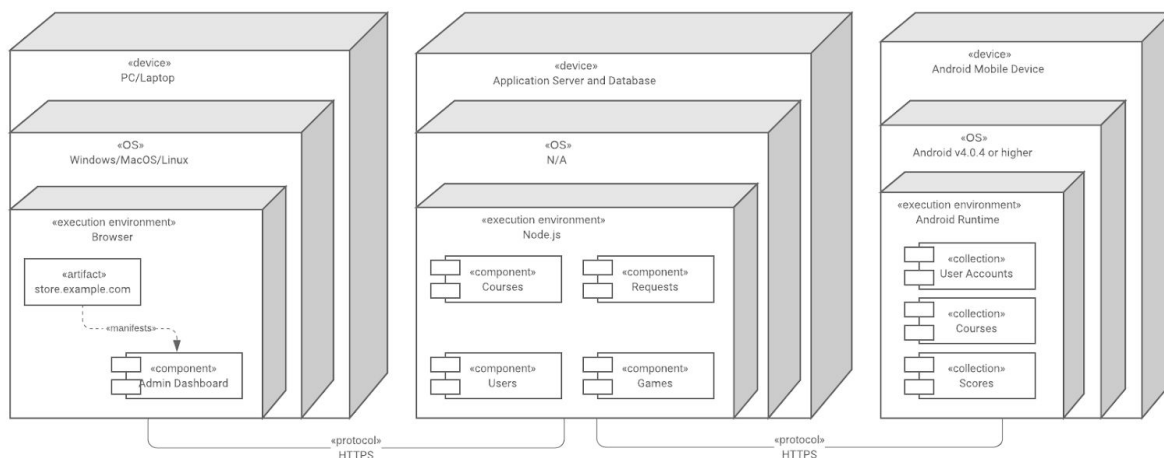 «device»
PC/Laptop
«OS»
Windows/MacOS/Linux
«execution environment»
Browser
«artifact»
store.example.com
«manifests»
«component»
Admin Dashboard
«device»
Application Server and Database
«OS»
N/A
«execution environment»
Node.js
«component»
Courses
«component»
Requests
«component»
Users
«component»
Games
«device»
Android Mobile Device
«OS»
Android v4.0.4 or higher
«execution environment»
Android Runtime
«collection»
User Accounts
«collection»
Courses
«collection»
Scores
«protocol»
HTTPS
«protocol»
HTTPS